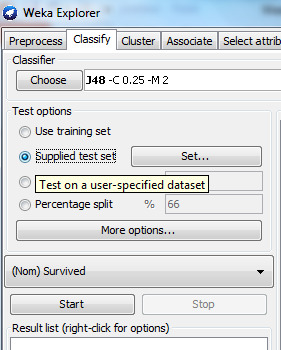 Weka Explorer
Preprocess Classify Cluster Associate Select attrib
Classifier
Choose J48 -C 0.25 -M 2
Test options
Use training set
Supplied test set Set...
Test on a user-specified dataset
Percentage split % 66
More options...
(Nom) Survived
Start Stop
Result list (right-click for options)